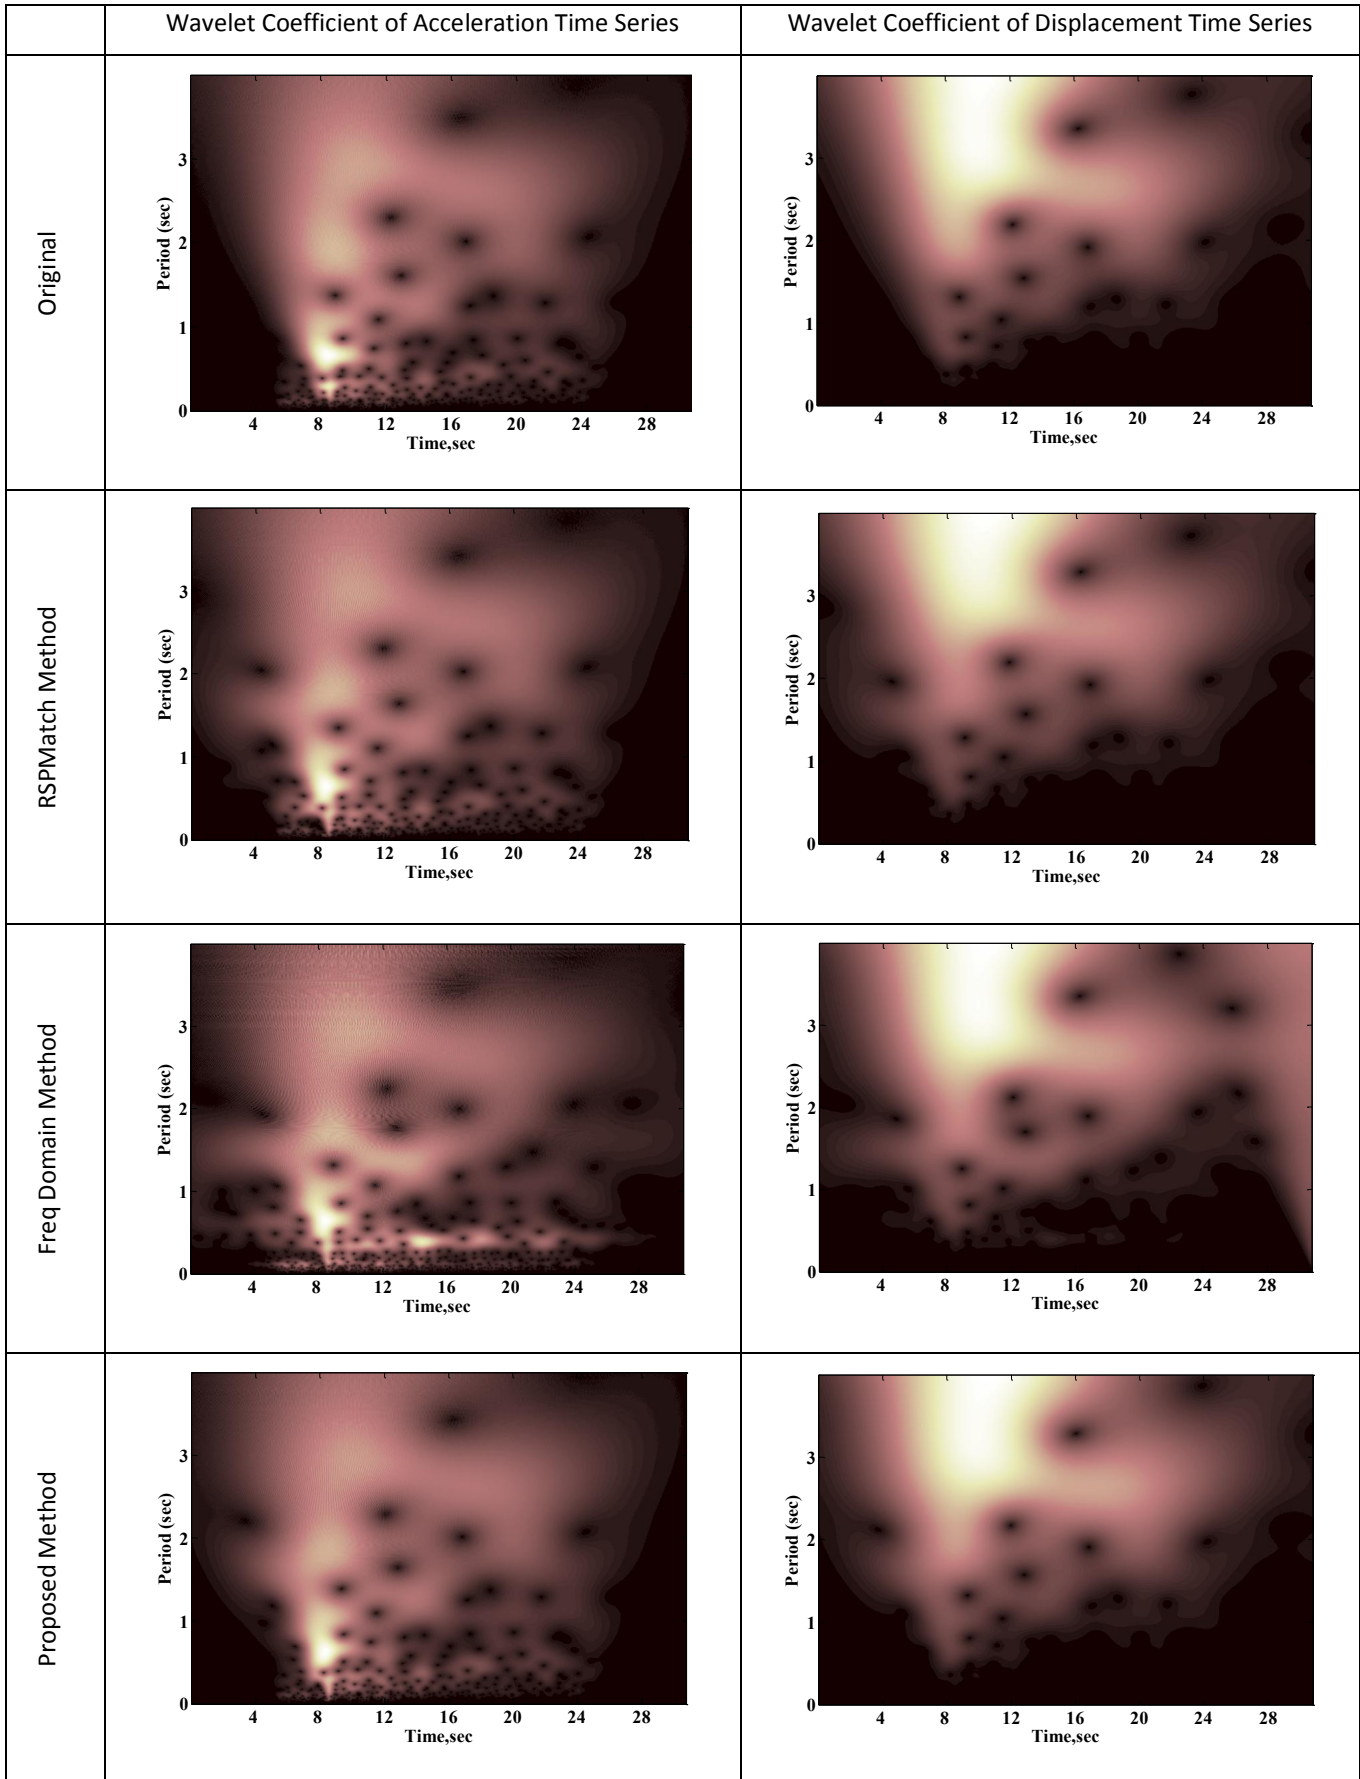 Wavelet Coefficient of Acceleration Time Series
Wavelet Coefficient of Displacement Time Series
Original
Period (sec)
3
2
1
0
4 8 12 16 20 24 28
Time,sec
Period (sec)
3
2
1
0
4 8 12 16 20 24 28
Time,sec
RSPMatch Method
Period (sec)
3
2
1
0
4 8 12 16 20 24 28
Time,sec
Period (sec)
3
2
1
0
4 8 12 16 20 24 28
Time,sec
Freq Domain Method
Period (sec)
3
2
1
0
4 8 12 16 20 24 28
Time,sec
Period (sec)
3
2
1
0
4 8 12 16 20 24 28
Time,sec
Proposed Method
Period (sec)
3
2
1
0
4 8 12 16 20 24 28
Time,sec
Period (sec)
3
2
1
0
4 8 12 16 20 24 28
Time,sec